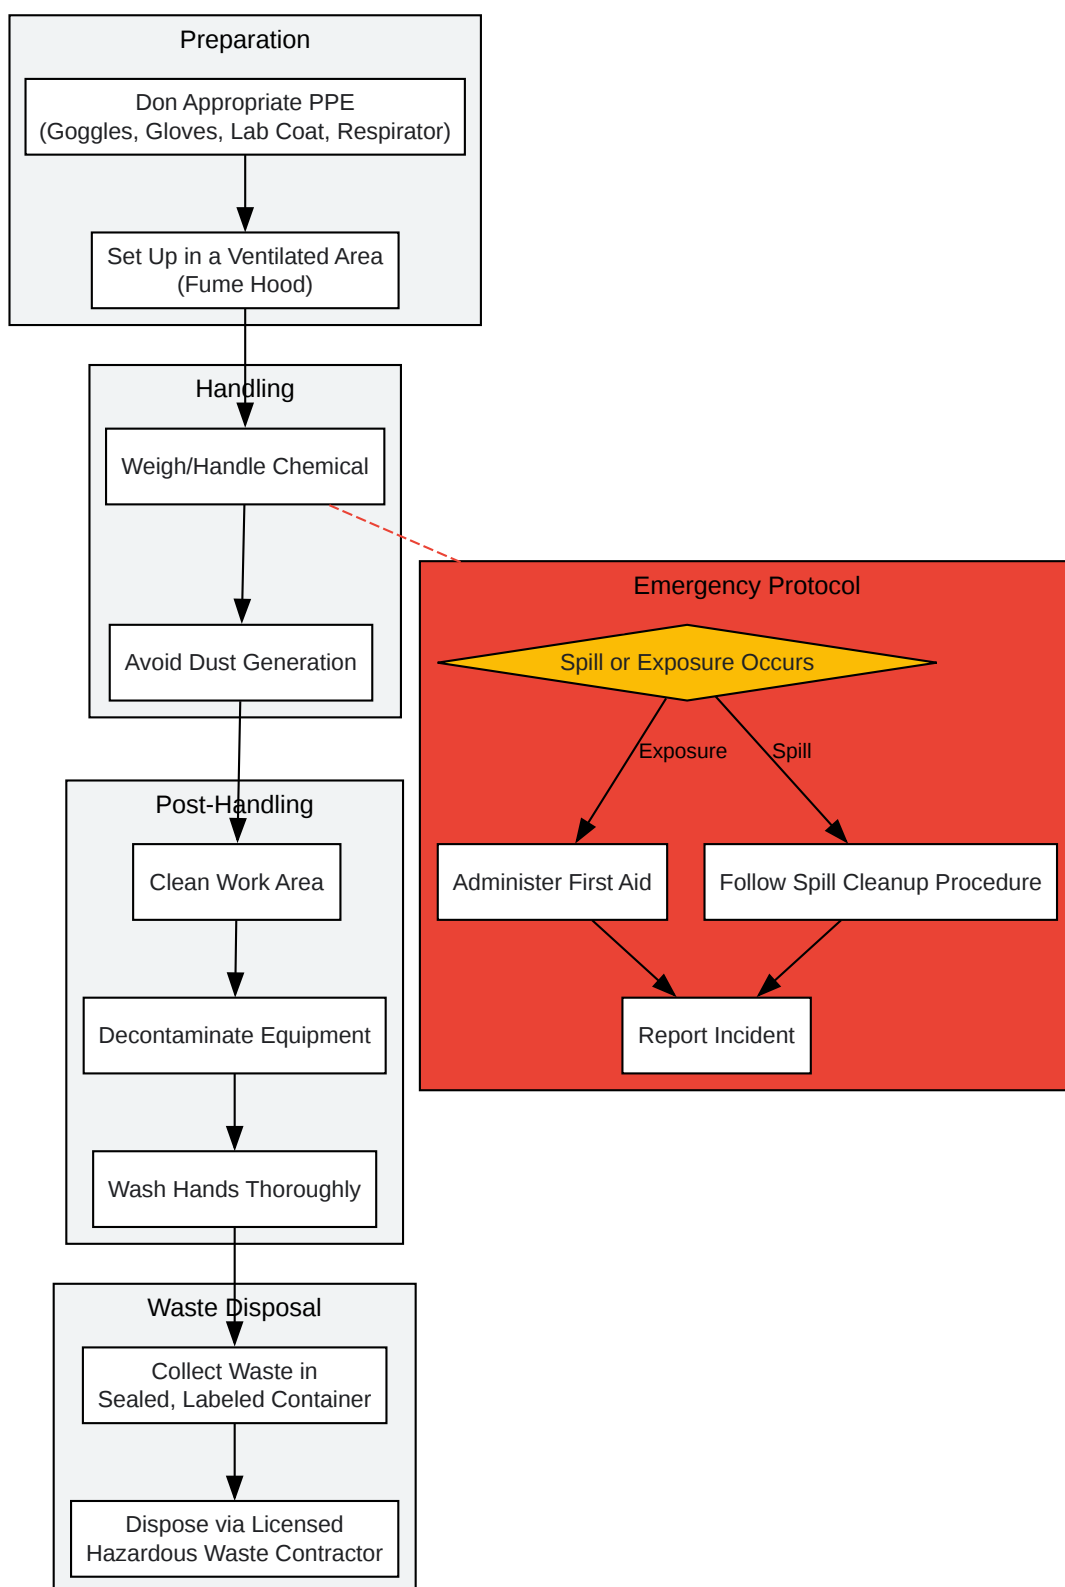 Preparation
Don Appropriate PPE
(Goggles, Gloves, Lab Coat, Respirator)
Set Up in a Ventilated Area
(Fume Hood)
Handling
Weigh/Handle Chemical
Avoid Dust Generation
Emergency Protocol
Spill or Exposure Occurs
Exposure
Spill
Administer First Aid
Follow Spill Cleanup Procedure
Report Incident
Post-Handling
Clean Work Area
Decontaminate Equipment
Wash Hands Thoroughly
Waste Disposal
Collect Waste in
Sealed, Labeled Container
Dispose via Licensed
Hazardous Waste Contractor